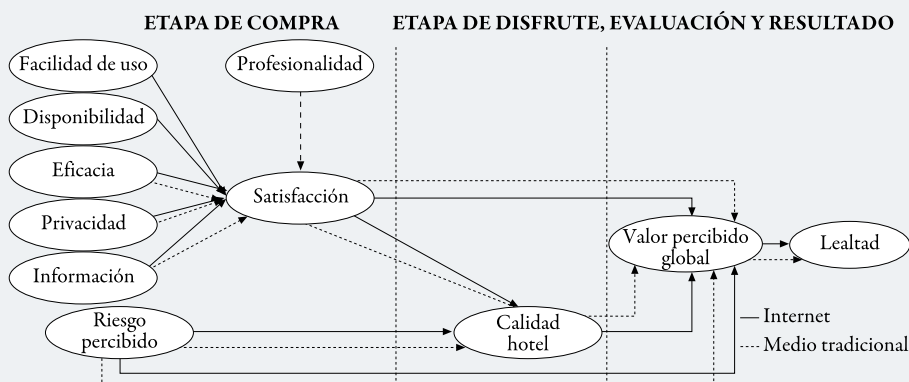 ETAPA DE COMPRA
ETAPA DE DISFRUTE, EVALUACIÓN Y RESULTADO
Facilidad de uso
Profesionalidad
Disponibilidad
Eficacia
Satisfacción
Privacidad
Valor percibido
global
Lealtad
Información
Riesgo
percibido
Calidad
hotel
Internet
Medio tradicional